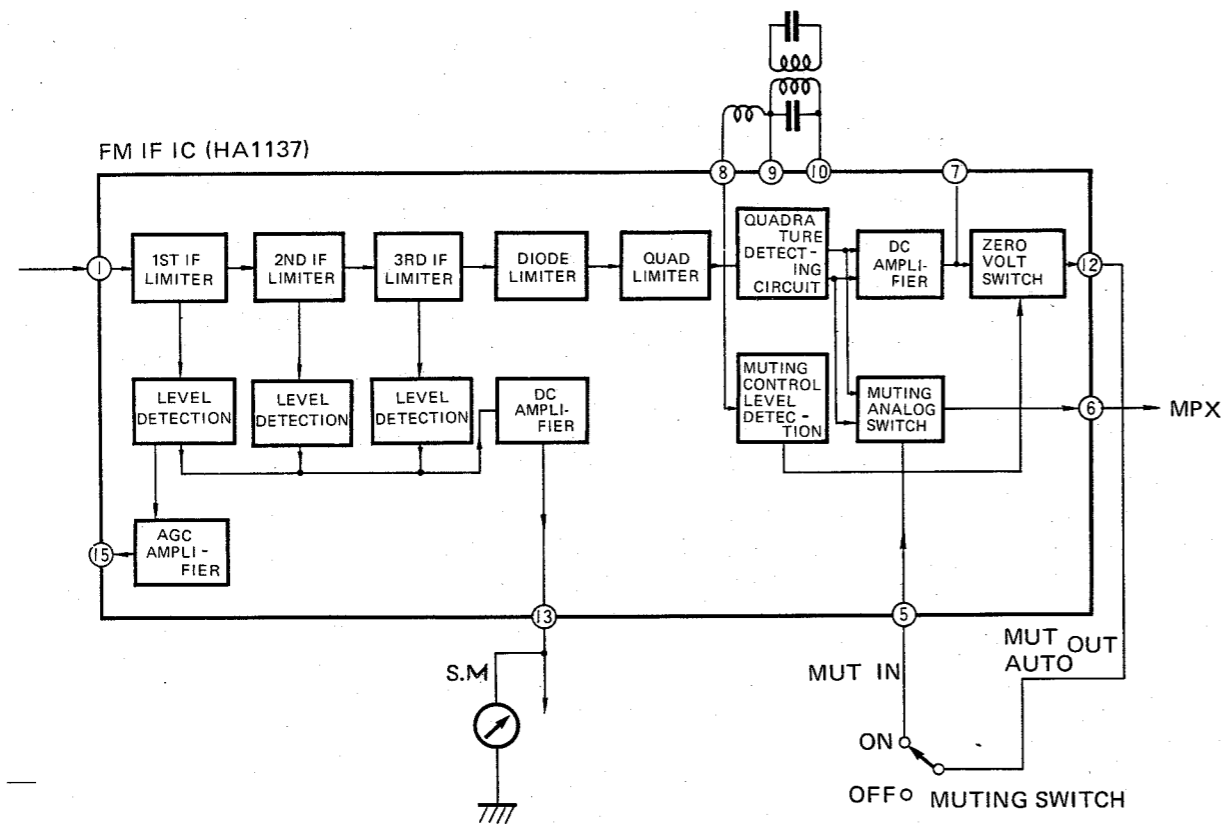 FM IF IC (HA1137)
8
9
10
7
1
1ST IF
LIMITER
2ND IF
LIMITER
3RD IF
LIMITER
DIODE
LIMITER
QUAD
LIMITER
QUADRA
TURE
DETECT-
ING
CIRCUIT
DC
AMPLI-
FIER
ZERO
VOLT
SWITCH
12
LEVEL
DETECTION
LEVEL
DETECTION
LEVEL
DETECTION
DC
AMPLI-
FIER
MUTING
CONTROL
LEVEL
DETEC-
TION
MUTING
ANALOG
SWITCH
6
MPX
15
AGC
AMPLI-
FIER
13
5
S.M
MUT IN
MUT OUT
AUTO
ON
OFF
MUTING SWITCH